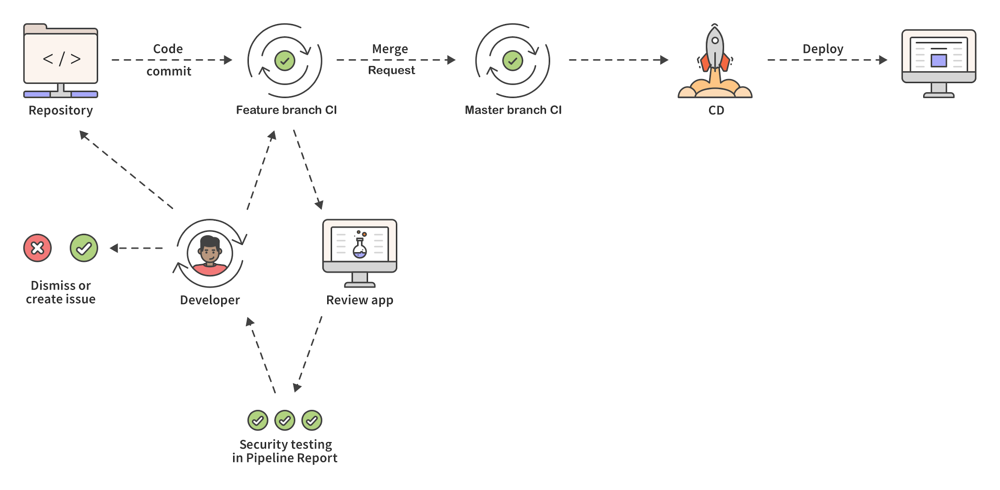 Code
commit
Merge
Request
Deploy
</>
Repository
Feature branch CI
Master branch CI
CD
Dismiss or
create issue
Developer
Review app
Security testing
in Pipeline Report